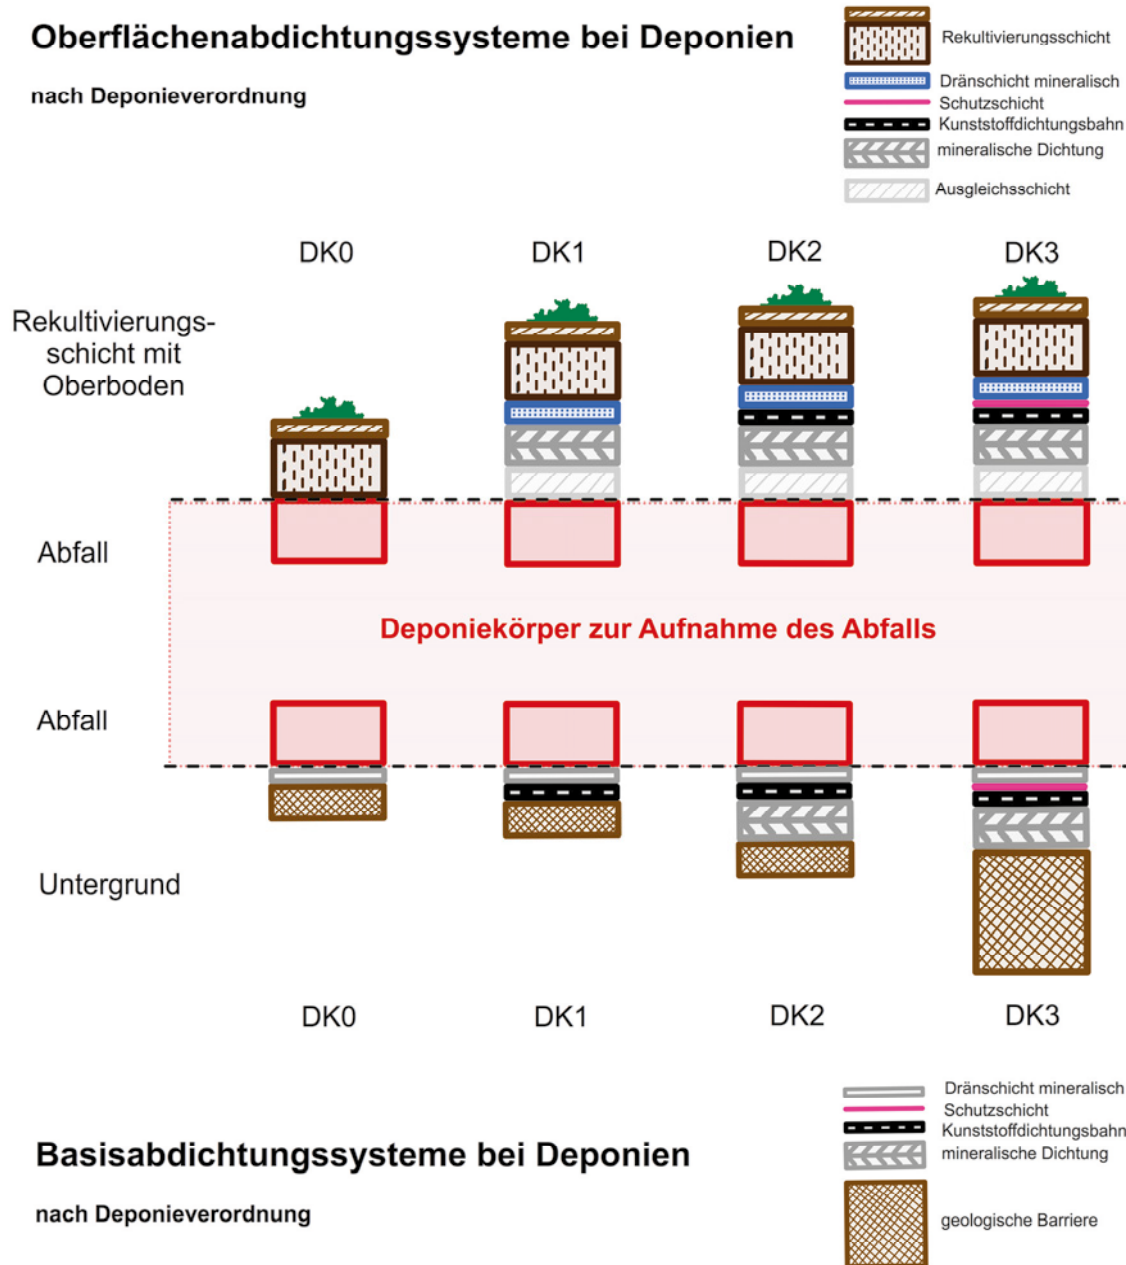 Oberflächenabdichtungssysteme bei Deponien
nach Deponieverordnung
Rekultivierungsschicht
Dränschicht mineralisch
Schutzschicht
Kunststoffdichtungsbahn
mineralische Dichtung
Ausgleichsschicht
DK0 DK1 DK2 DK3
Rekultivierungs-
schicht mit
Oberboden
Abfall
Deponiekörper zur Aufnahme des Abfalls
Abfall
Untergrund
DK0 DK1 DK2 DK3
Dränschicht mineralisch
Schutzschicht
Kunststoffdichtungsbahn
mineralische Dichtung
geologische Barriere
Basisabdichtungssysteme bei Deponien
nach Deponieverordnung